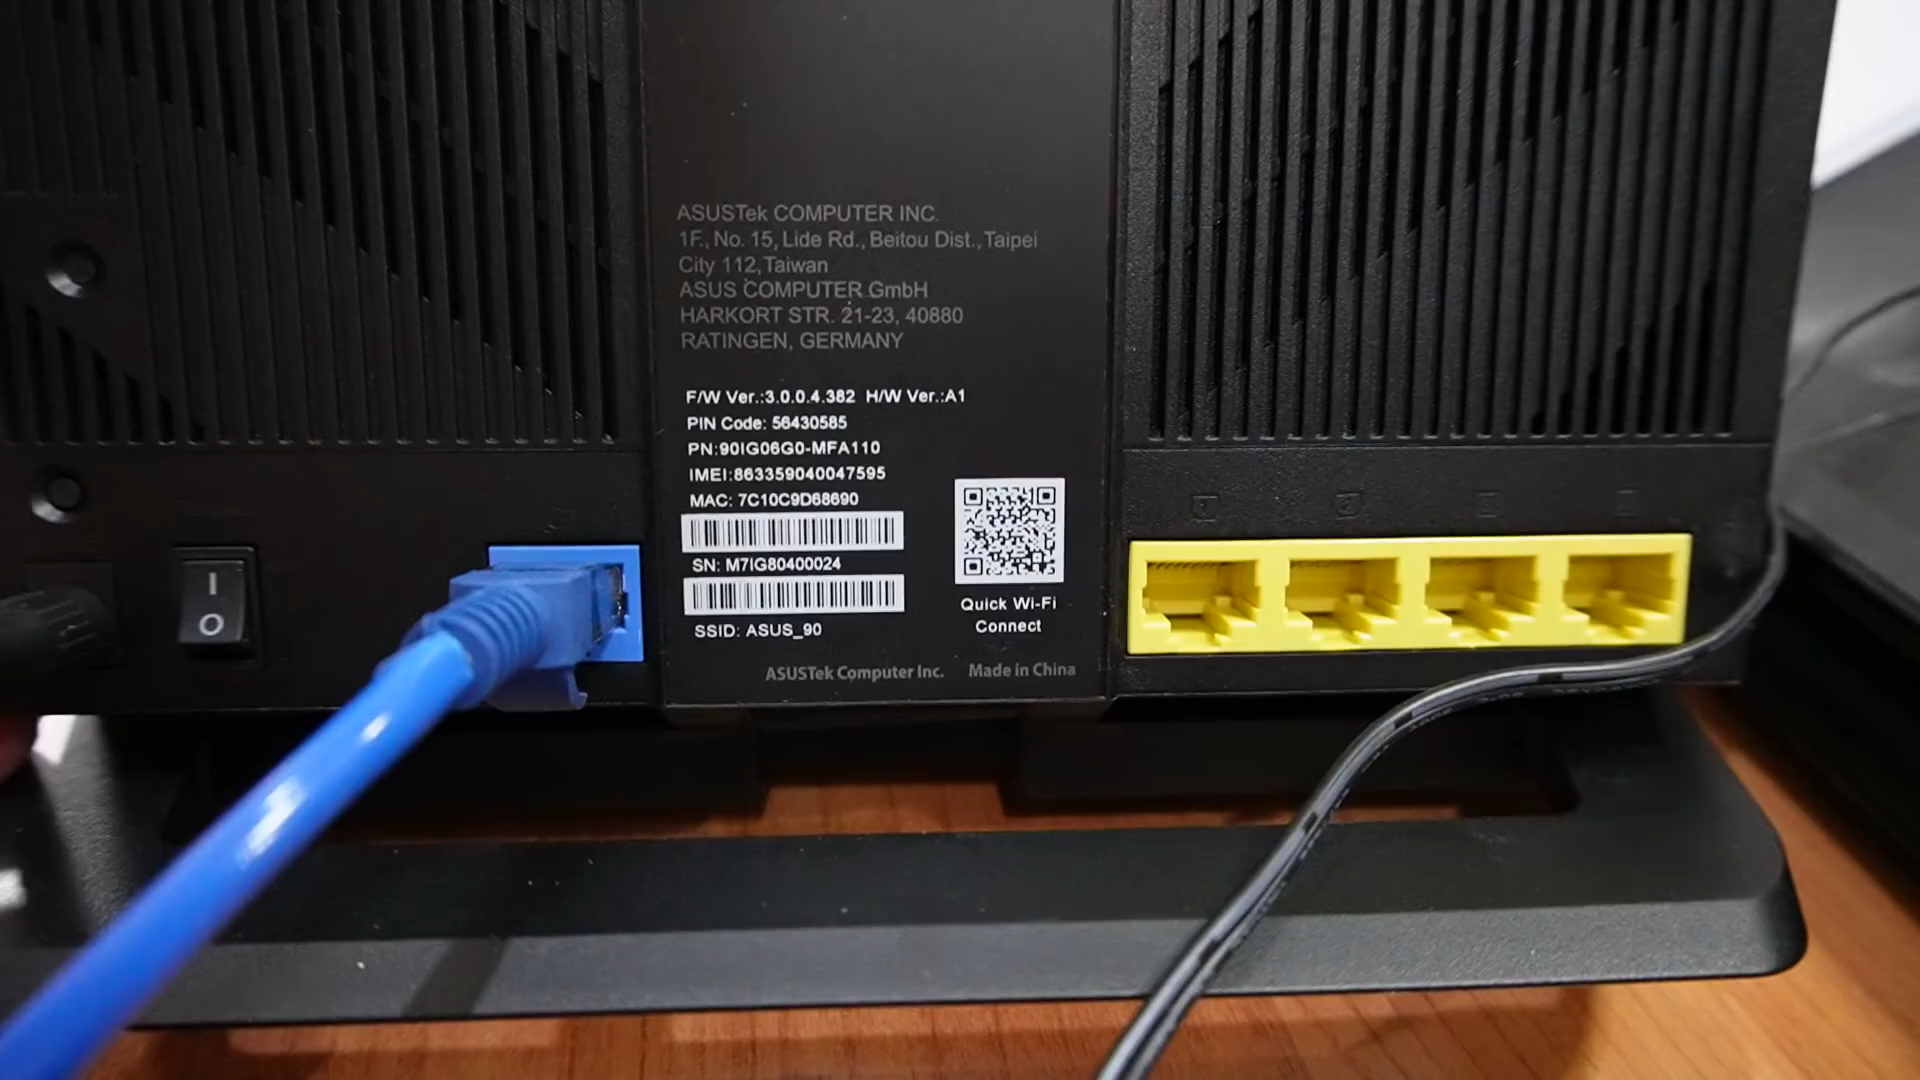 ASUSTek COMPUTER INC.
1F., No. 15, Lide Rd., Beitou Dist., Taipei
City 112, Taiwan
ASUS COMPUTER GmbH
HARKORT STR. 21-23, 40880
RATINGEN, GERMANY
F/W Ver.:3.0.0.4.382 H/W Ver.:A1
PIN Code: 56430585
PN:90IG06G0-MFA110
IMEI:863359040047595
MAC: 7C10C9D68690
SN: M7IG80400024
SSID: ASUS_90
Quick Wi-Fi
Connect
ASUSTek Computer Inc. Made in China
I
O